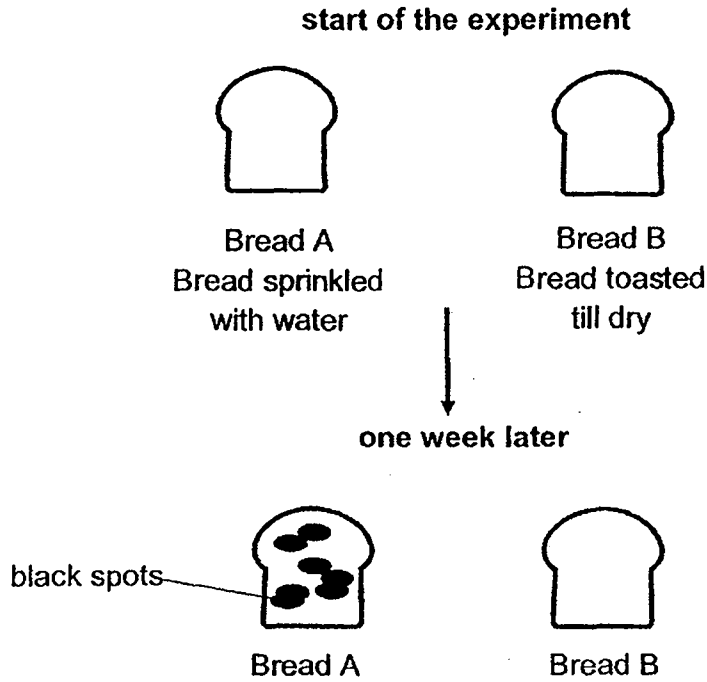 start of the experiment
Bread A
Bread sprinkled
with water
Bread B
Bread toasted
till dry
one week later
black spots
Bread A
Bread B